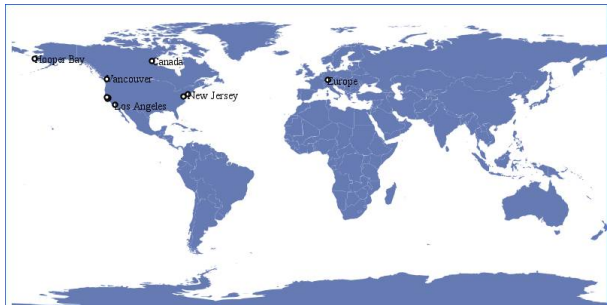 Hooper Bay
Canada
Vancouver
Europe
New Jersey
Los Angeles